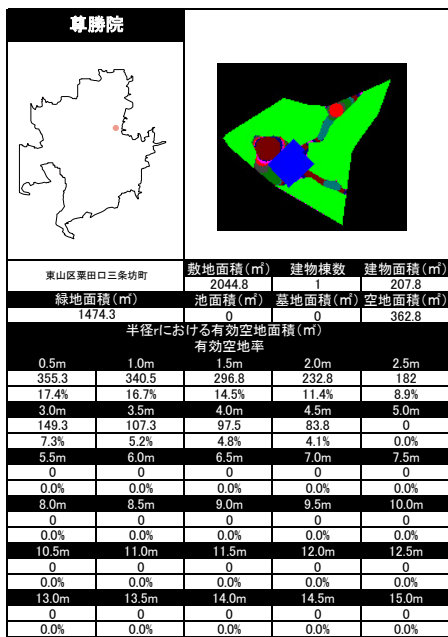 尊勝院
東山区粟田口三条坊町
敷地面積(㎡) 建物棟数 建物面積(㎡)
2044.8 1 207.8
緑地面積(㎡) 池面積(㎡) 墓地面積(㎡) 空地面積(㎡)
1474.3 0 0 362.8
半径rにおける有効空地面積(㎡)
有効空地率
0.5m 1.0m 1.5m 2.0m 2.5m
355.3 340.5 296.8 232.8 182
17.4% 16.7% 14.5% 11.4% 8.9%
3.0m 3.5m 4.0m 4.5m 5.0m
149.3 107.3 97.5 83.8 0
7.3% 5.2% 4.8% 4.1% 0.0%
5.5m 6.0m 6.5m 7.0m 7.5m
0 0 0 0 0
0.0% 0.0% 0.0% 0.0% 0.0%
8.0m 8.5m 9.0m 9.5m 10.0m
0 0 0 0 0
0.0% 0.0% 0.0% 0.0% 0.0%
10.5m 11.0m 11.5m 12.0m 12.5m
0 0 0 0 0
0.0% 0.0% 0.0% 0.0% 0.0%
13.0m 13.5m 14.0m 14.5m 15.0m
0 0 0 0 0
0.0% 0.0% 0.0% 0.0% 0.0%